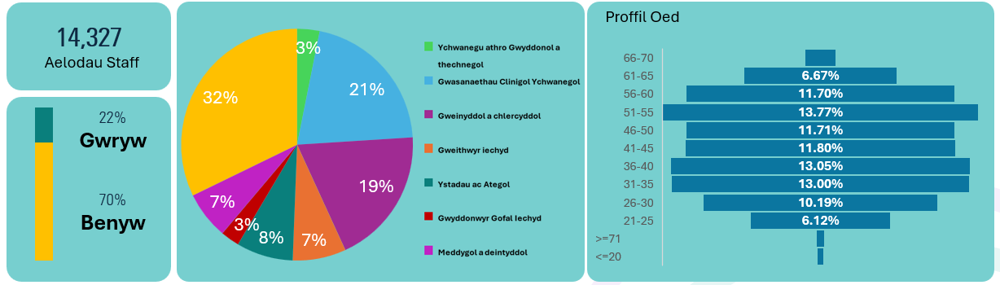 14,327
Aelodau Staff
22%
Gwryw
70%
Benyw
3%
21%
19%
7%
8%
3%
7%
32%
Ychwanegu athro Gwyddonol a
thechnegol
Gwasanaethau Clinigol Ychwanegol
Gweinyddol a chlercyddol
Gweithwyr iechyd
Ystadau ac Ategol
Gwyddonwyr Gofal Iechyd
Meddygol a deintyddol
Proffil Oed
66-70
61-65 6.67%
56-60 11.70%
51-55 13.77%
46-50 11.71%
41-45 11.80%
36-40 13.05%
31-35 13.00%
26-30 10.19%
21-25 6.12%
>=71
<=20